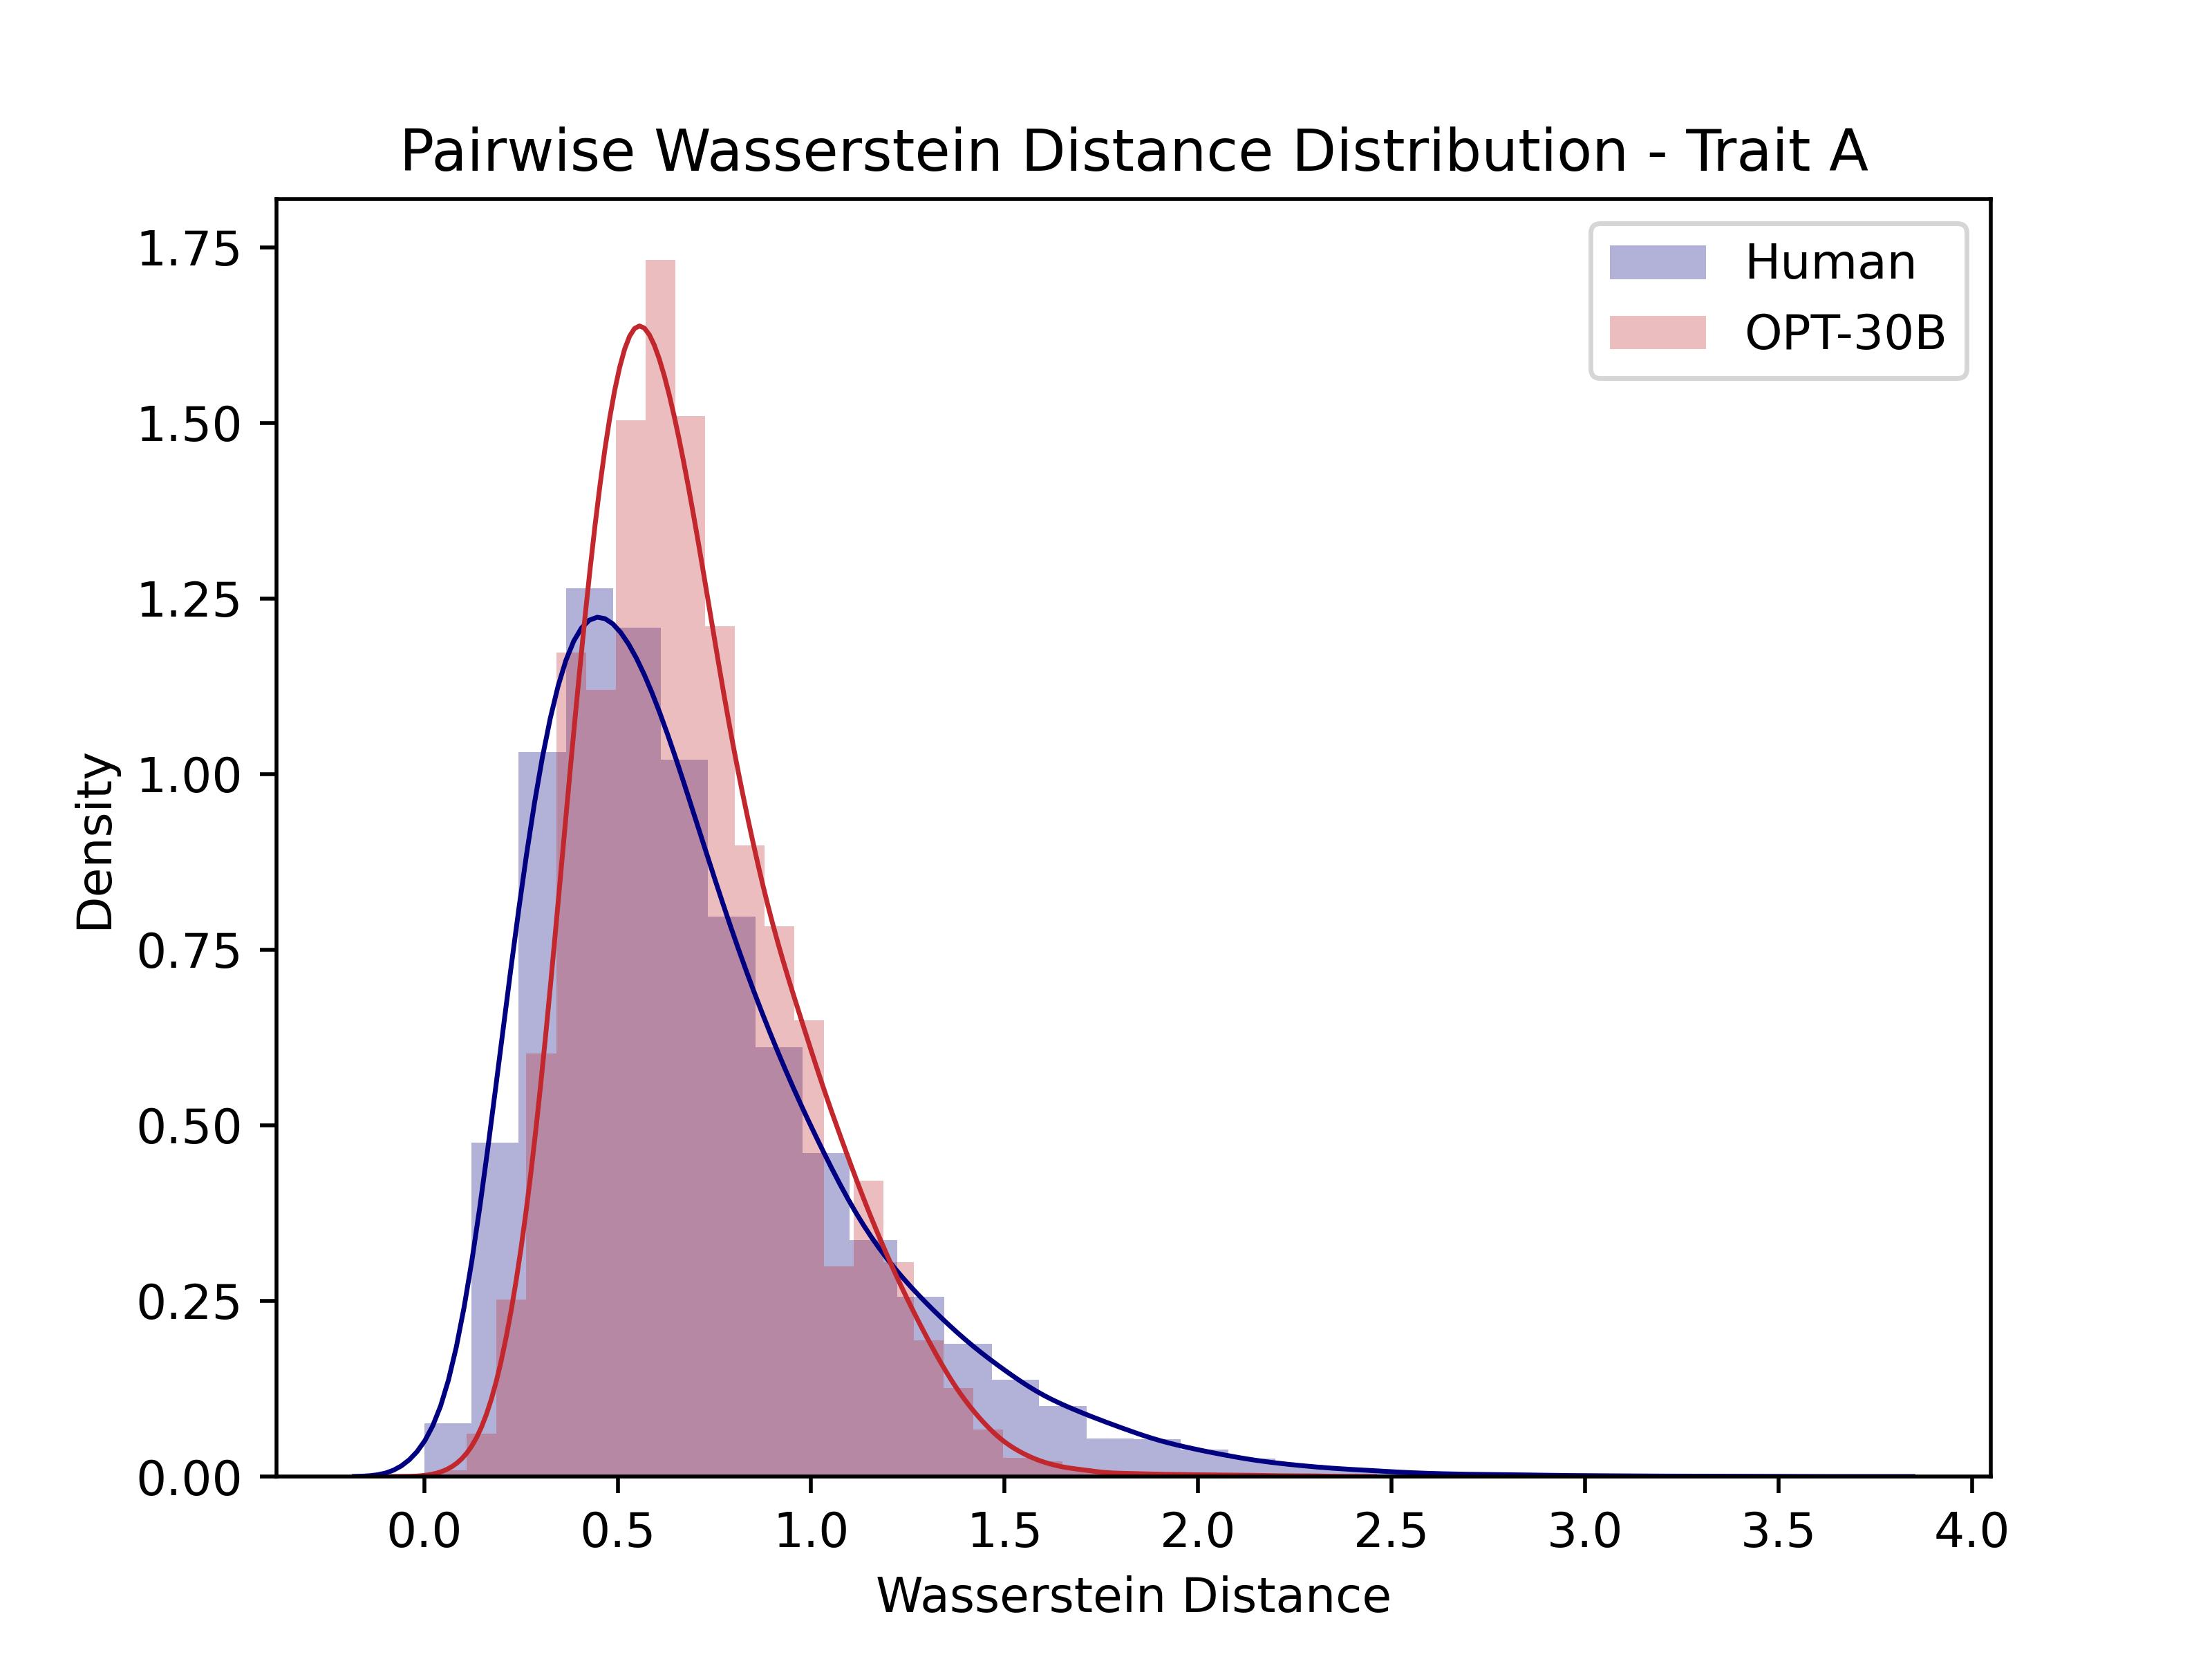 Pairwise Wasserstein Distance Distribution - Trait A
Human
OPT-30B
1.75
1.50
1.25
1.00
0.75
0.50
0.25
0.00
Density
0.0 0.5 1.0 1.5 2.0 2.5 3.0 3.5 4.0
Wasserstein Distance